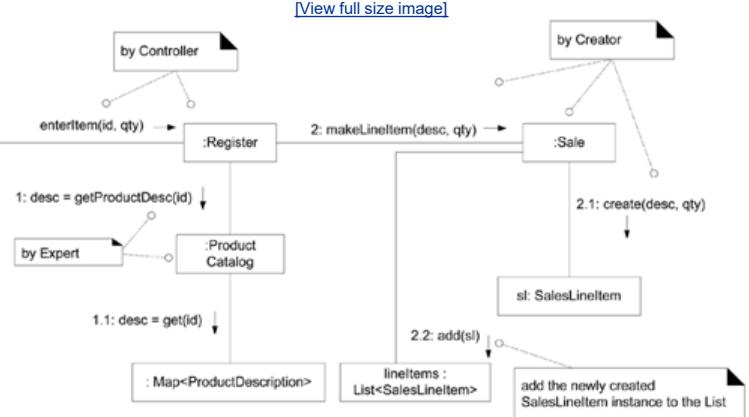 [View full size image]
by Controller
by Creator
enterItem(id, qty)
:Register
2: makeLineItem(desc, qty)
:Sale
1: desc = getProductDesc(id)
2.1: create(desc, qty)
by Expert
:Product
Catalog
sl: SalesLineItem
1.1: desc = get(id)
2.2: add(sl)
: Map<ProductDescription>
lineItems :
List<SalesLineItem>
add the newly created
SalesLineItem instance to the List